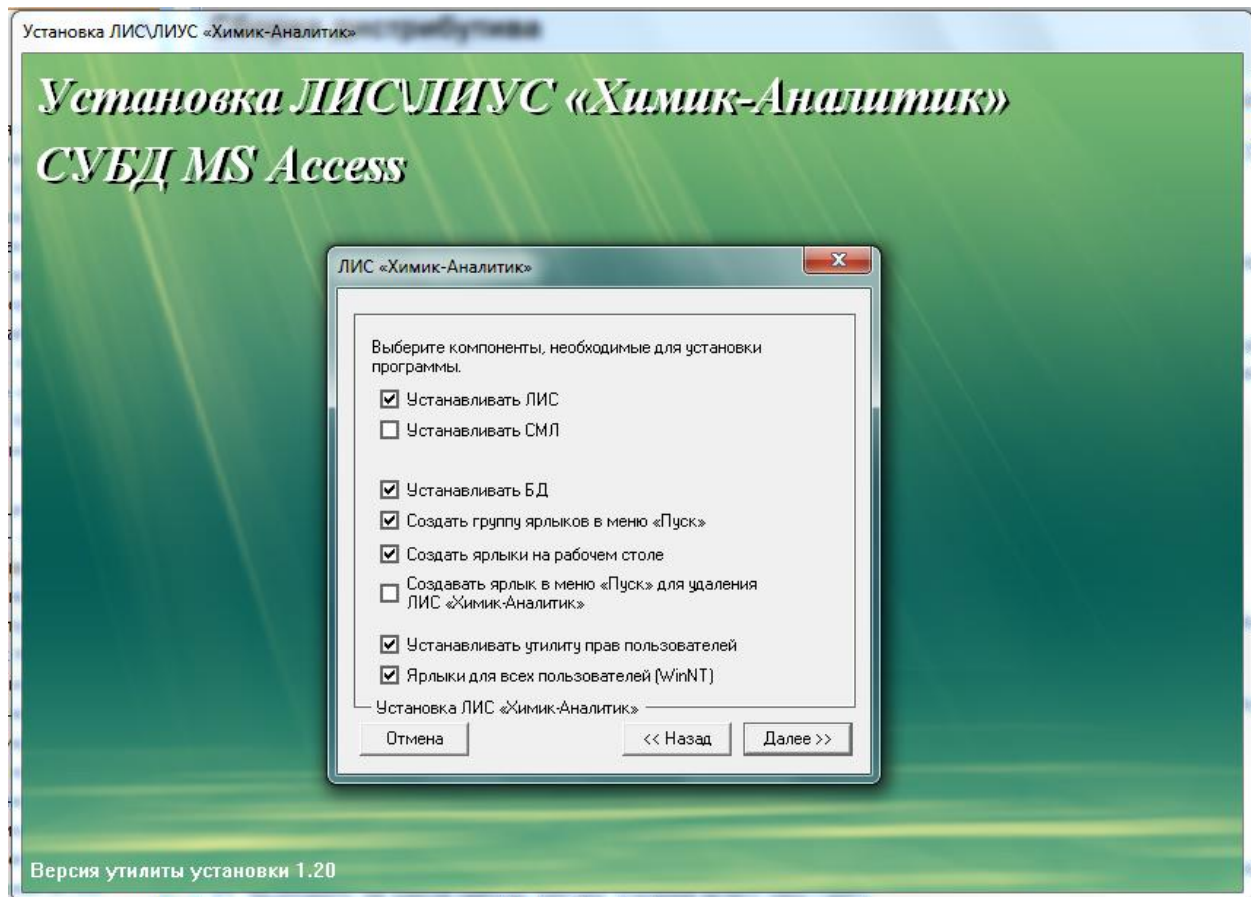 Установка ЛИС\ЛИУС «Химик-Аналитик»
Установка ЛИС\ЛИУС «Химик-Аналитик»
СУБД MS Access
ЛИС «Химик-Аналитик»
Выберите компоненты, необходимые для установки
программы.
Устанавливать ЛИС
Устанавливать СМЛ
Устанавливать БД
Создать группу ярлыков в меню «Пуск»
Создать ярлыки на рабочем столе
Создавать ярлык в меню «Пуск» для удаления
ЛИС «Химик-Аналитик»
Устанавливать утилиту прав пользователей
Ярлыки для всех пользователей (WinNT)
Установка ЛИС «Химик-Аналитик»
Отмена
<< Назад
Далее >>
Версия утилиты установки 1.20